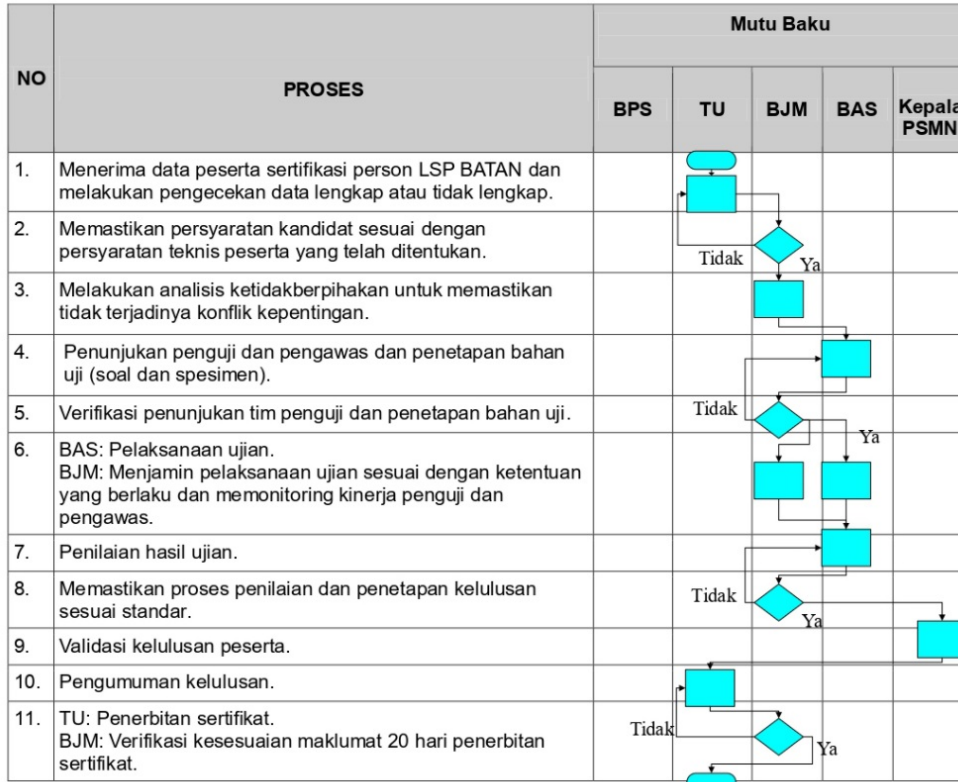 Mutu Baku
NO
PROSES
BPS
TU
BJM
BAS
Kepala
PSMN
1.
Menerima data peserta sertifikasi person LSP BATAN dan
melakukan pengecekan data lengkap atau tidak lengkap.
2.
Memastikan persyaratan kandidat sesuai dengan
persyaratan teknis peserta yang telah ditentukan.
Tidak
Ya
3.
Melakukan analisis ketidakberpihakan untuk memastikan
tidak terjadinya konflik kepentingan.
4.
Penunjukan penguji dan pengawas dan penetapan bahan
uji (soal dan spesimen).
5.
Verifikasi penunjukan tim penguji dan penetapan bahan uji.
Tidak
Ya
6.
BAS: Pelaksanaan ujian.
BJM: Menjamin pelaksanaan ujian sesuai dengan ketentuan
yang berlaku dan memonitoring kinerja penguji dan
pengawas.
7.
Penilaian hasil ujian.
8.
Memastikan proses penilaian dan penetapan kelulusan
sesuai standar.
Tidak
Ya
9.
Validasi kelulusan peserta.
10.
Pengumuman kelulusan.
11.
TU: Penerbitan sertifikat.
BJM: Verifikasi kesesuaian maklumat 20 hari penerbitan
sertifikat.
Tidak
Ya